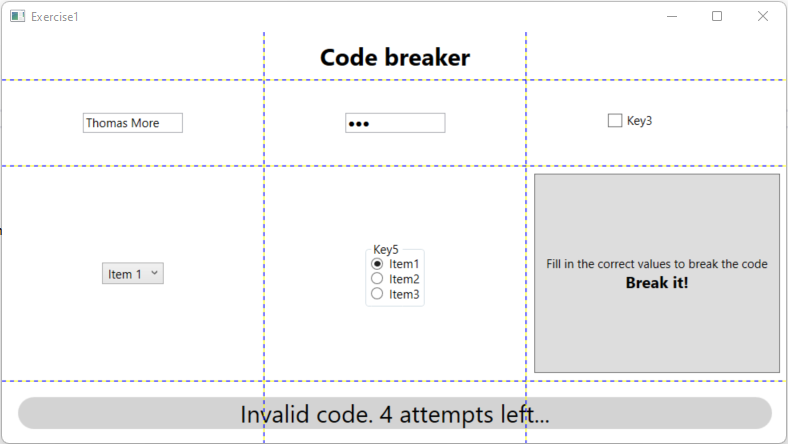 Exercise1
Code breaker
Thomas More
Key3
Item 1
Key5
Item1
Item2
Item3
Fill in the correct values to break the code
Break it!
Invalid code. 4 attempts left...